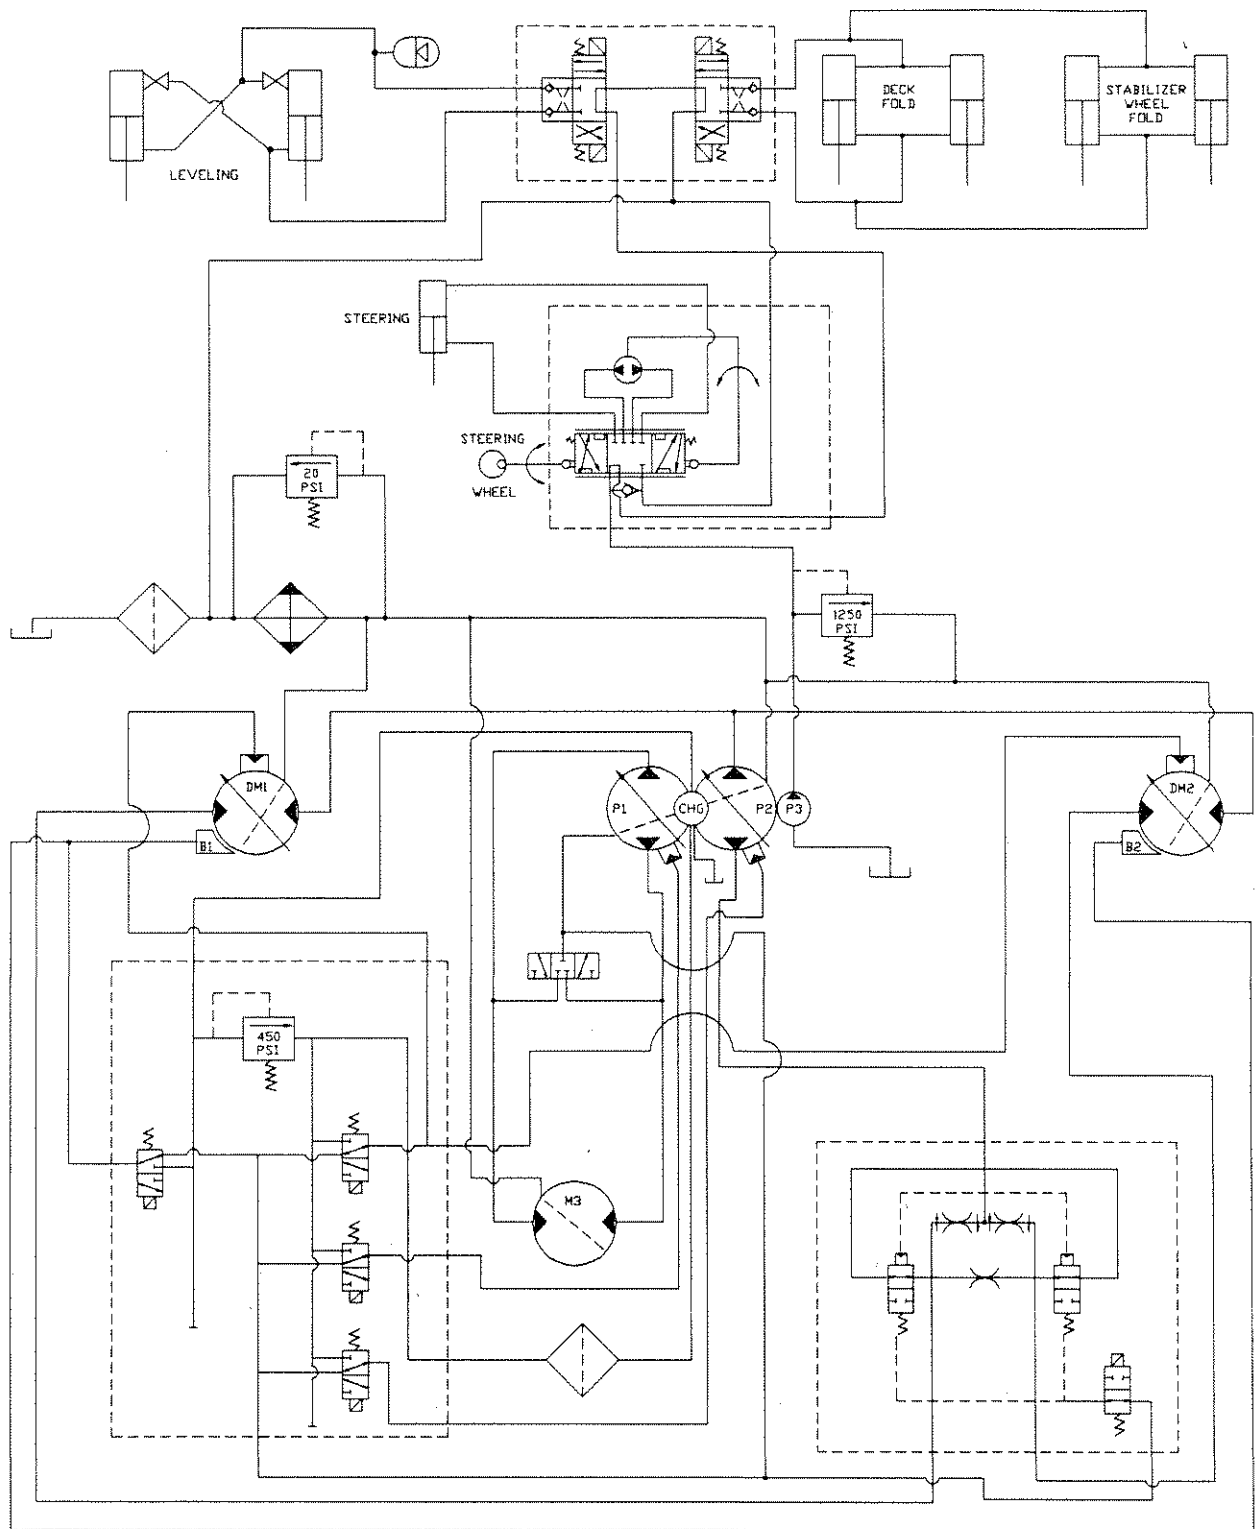 DECK
FOLD
STABILIZER
WHEEL
FOLD
LEVELING
STEERING
STEERING
WHEEL
20
PSI
1250
PSI
DM1
P1
CHG
P2
P3
DM2
B1
B2
450
PSI
M3